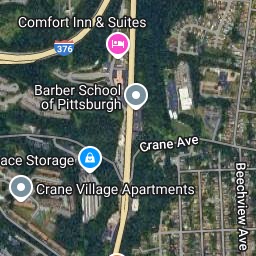 Comfort Inn & Suites
376
Barber School
of Pittsburgh
Crane Ave
ace Storage
Crane Village Apartments
Beechview Ave